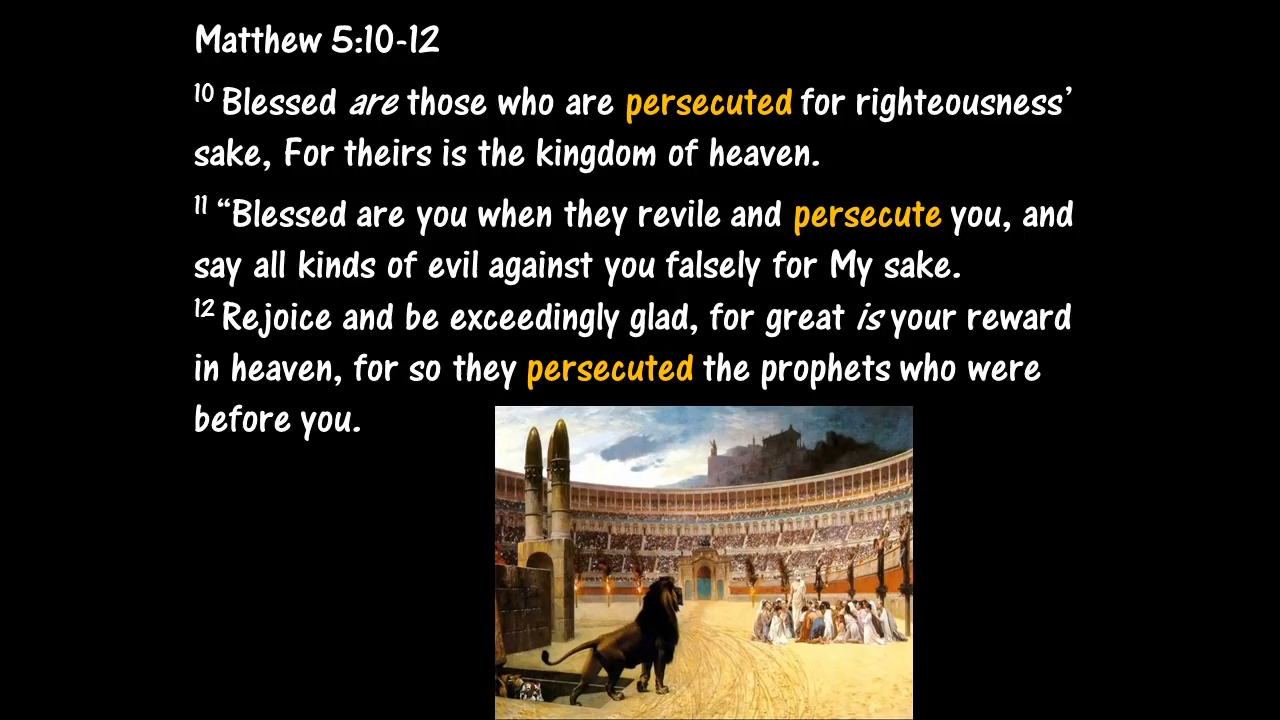 Matthew 5:10-12
10 Blessed are those who are persecuted for righteousness’
sake, For theirs is the kingdom of heaven.
11 “Blessed are you when they revile and persecute you, and
say all kinds of evil against you falsely for My sake.
12 Rejoice and be exceedingly glad, for great is your reward
in heaven, for so they persecuted the prophets who were
before you.